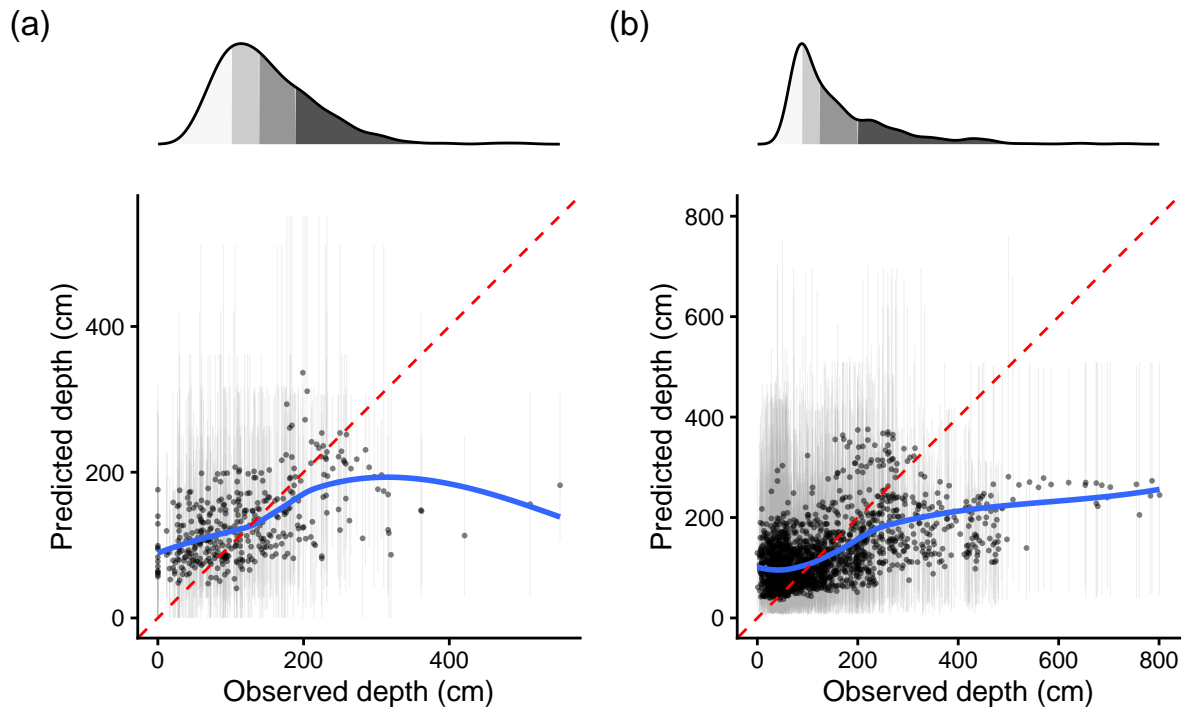 (a)
(b)
400
200
0
Predicted depth (cm)
0 200 400
Observed depth (cm)
800
600
400
200
0
Predicted depth (cm)
0 200 400 600 800
Observed depth (cm)